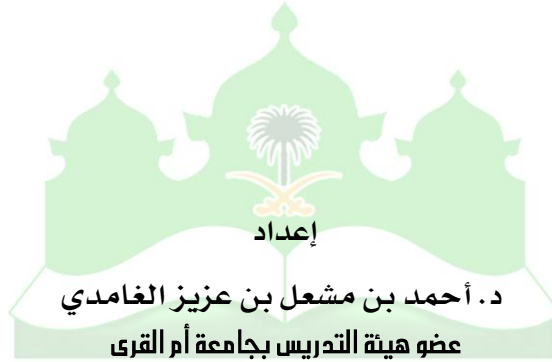 إعداد
د. أحمد بن مشعل بن عزيز الغامدي
عضو هيئة التدريس بجامعة أم القرى